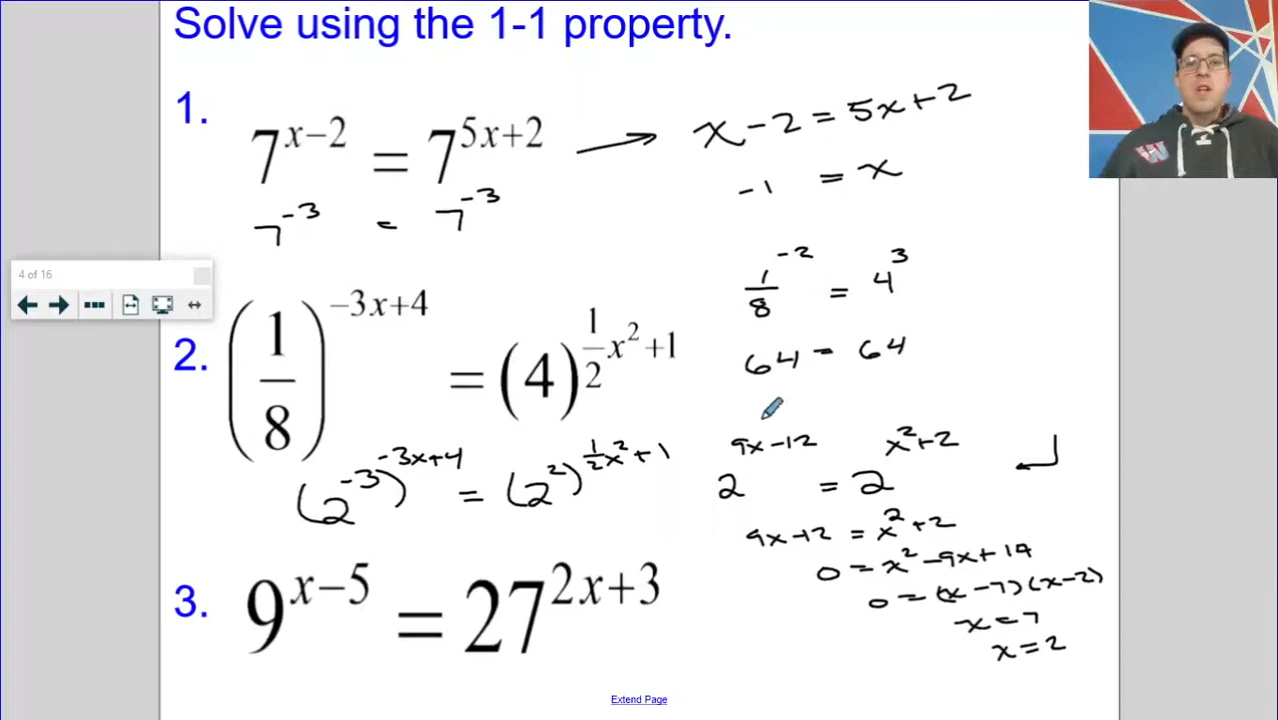 Solve using the 1-1 property.
1. 7^{x-2} = 7^{5x+2} → x-2 = 5x+2
-1 = x
7^{-3} = 7^{-3}
4 of 16
2. (1/8)^{-3x+4} = (4)^{1/2 x^2+1}
1/8^{-2} = 4^3
64 = 64
(2^{-3})^{-3x+4} = (2^2)^{1/2 x^2+1}
2^{9x-12} = 2^{x^2+2}
9x-12 = x^2+2
0 = x^2-9x+14
0 = (x-7)(x-2)
x=7
x=2
3. 9^{x-5} = 27^{2x+3}
Extend Page